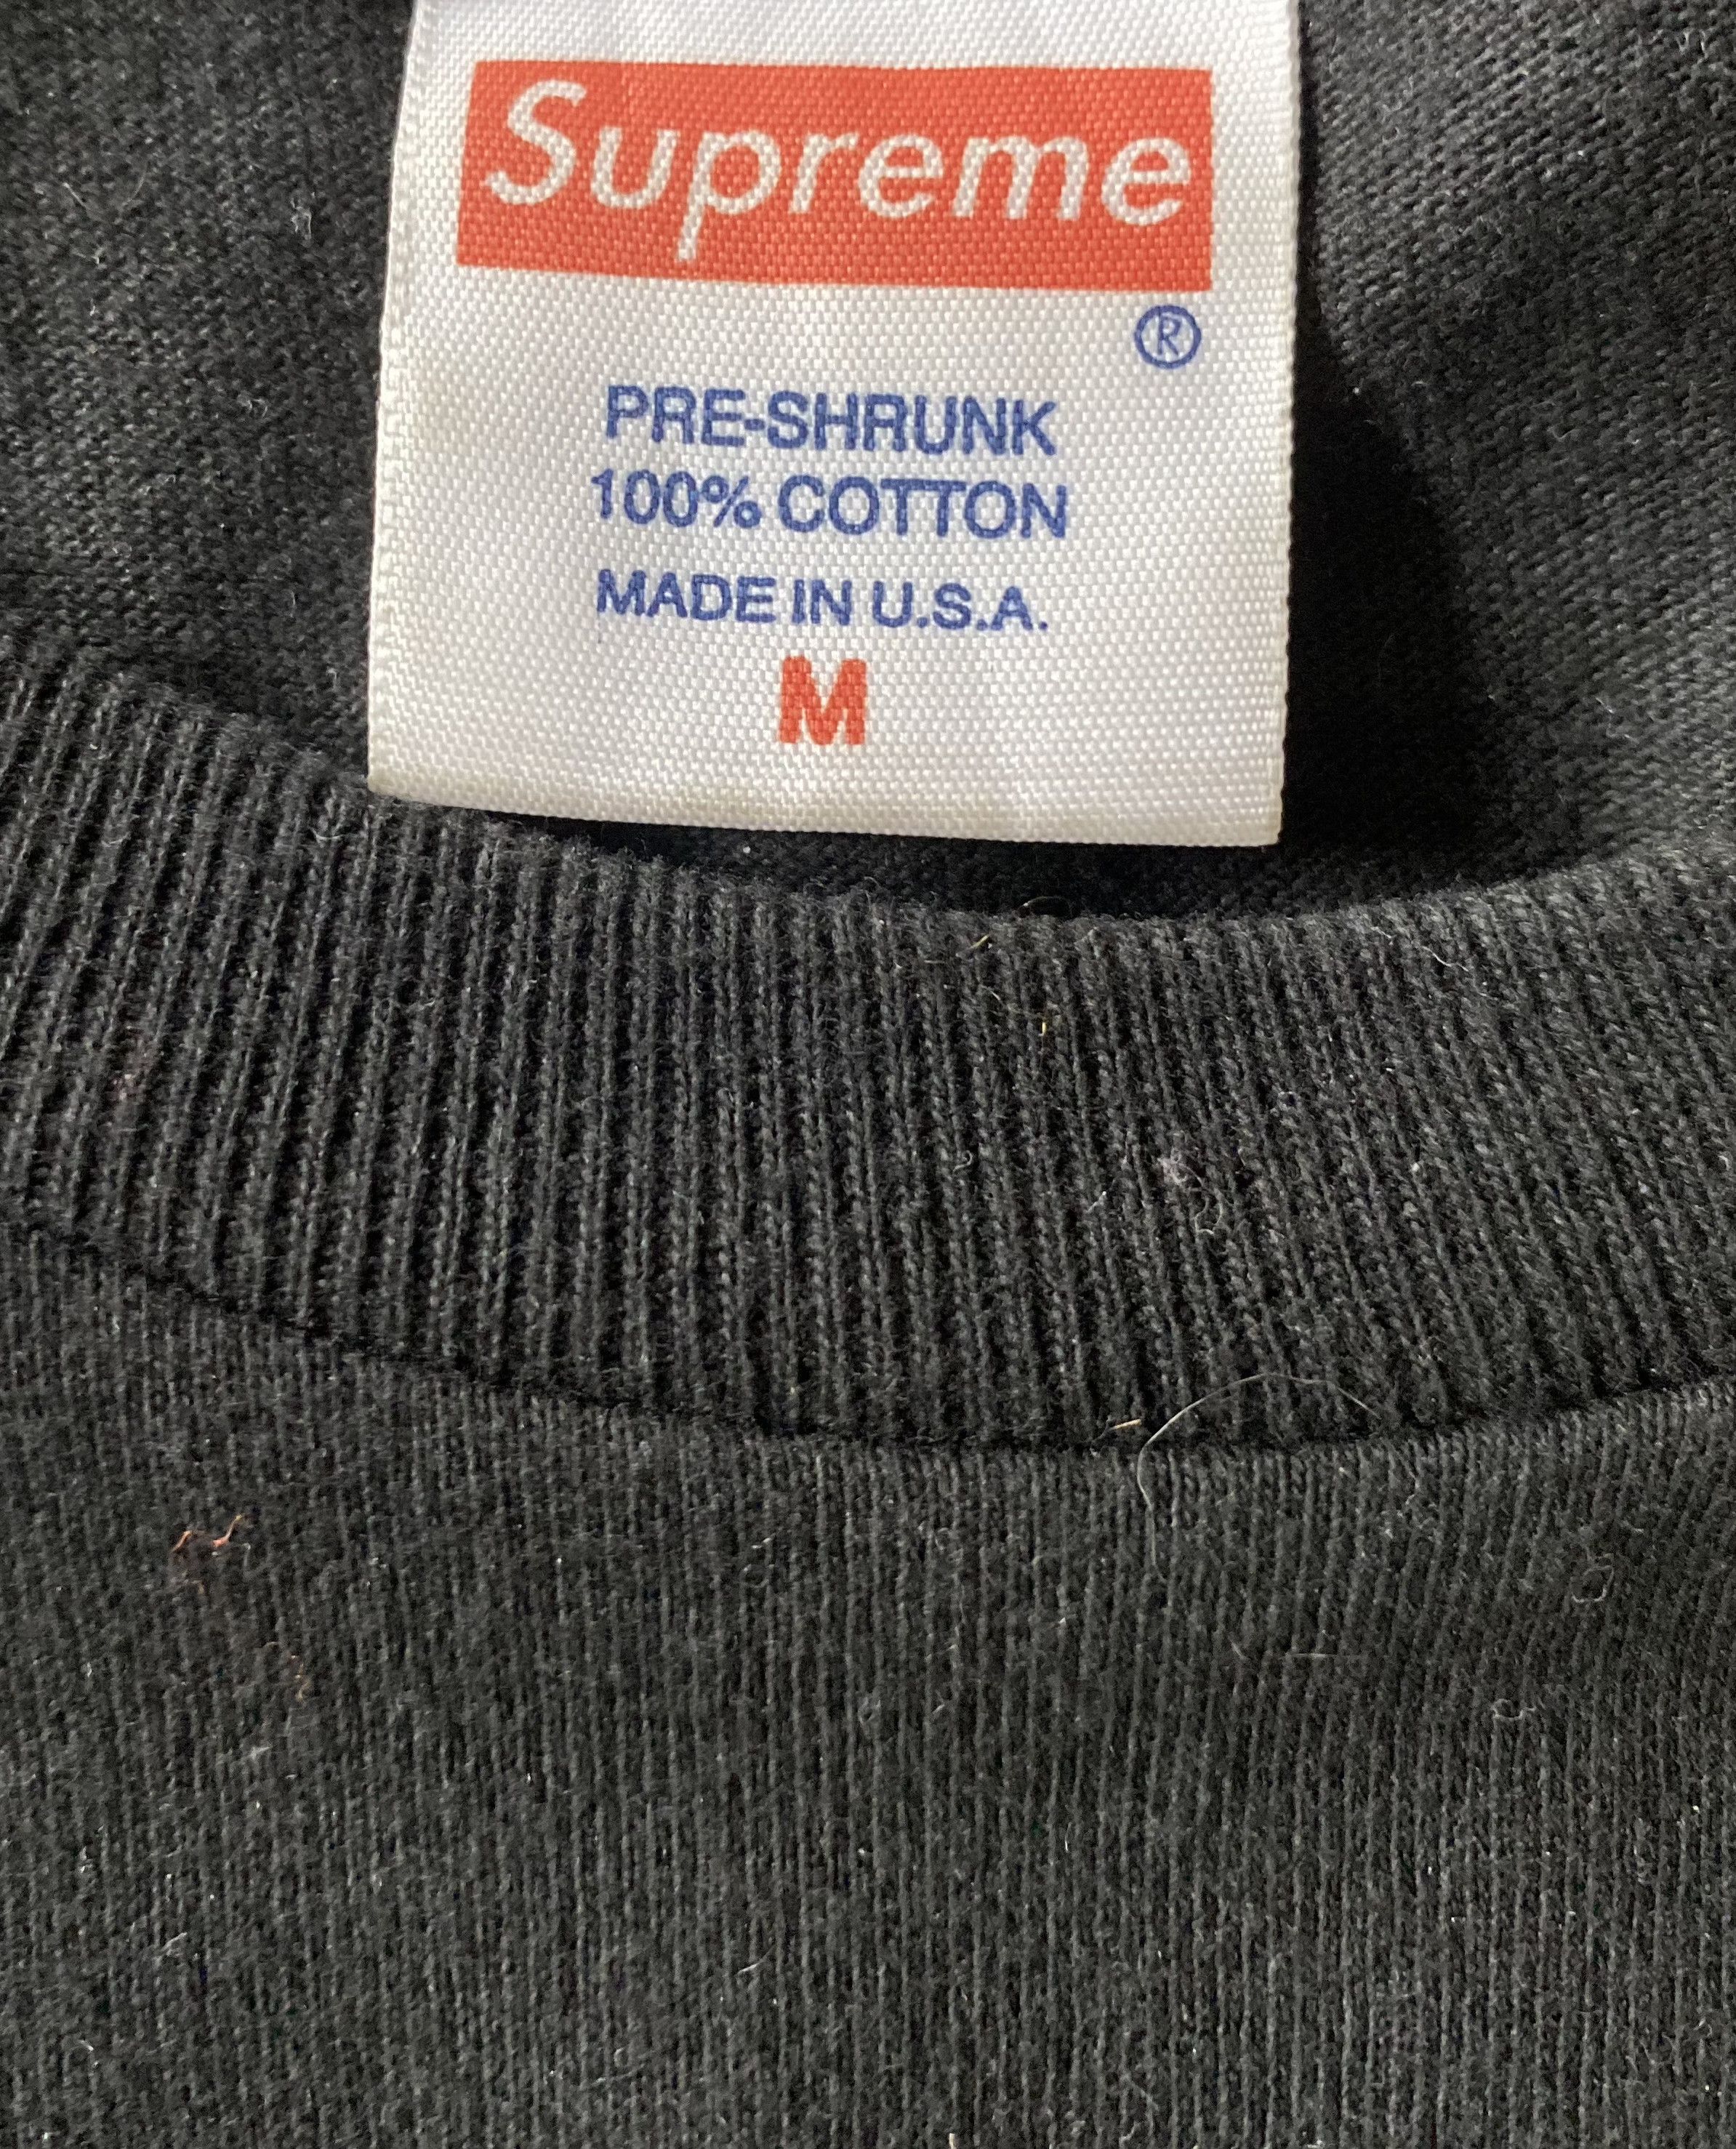 Supreme
®
PRE-SHRUNK
100% COTTON
MADE IN U.S.A.
M